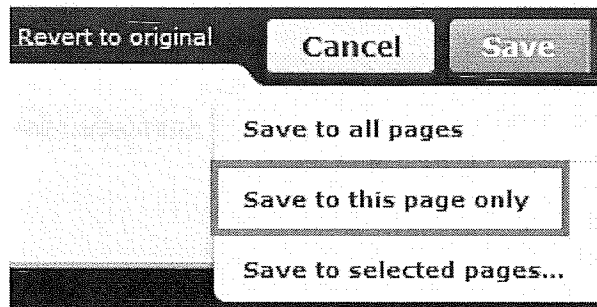 Revert to original Cancel Save
Save to all pages
Save to this page only
Save to selected pages...